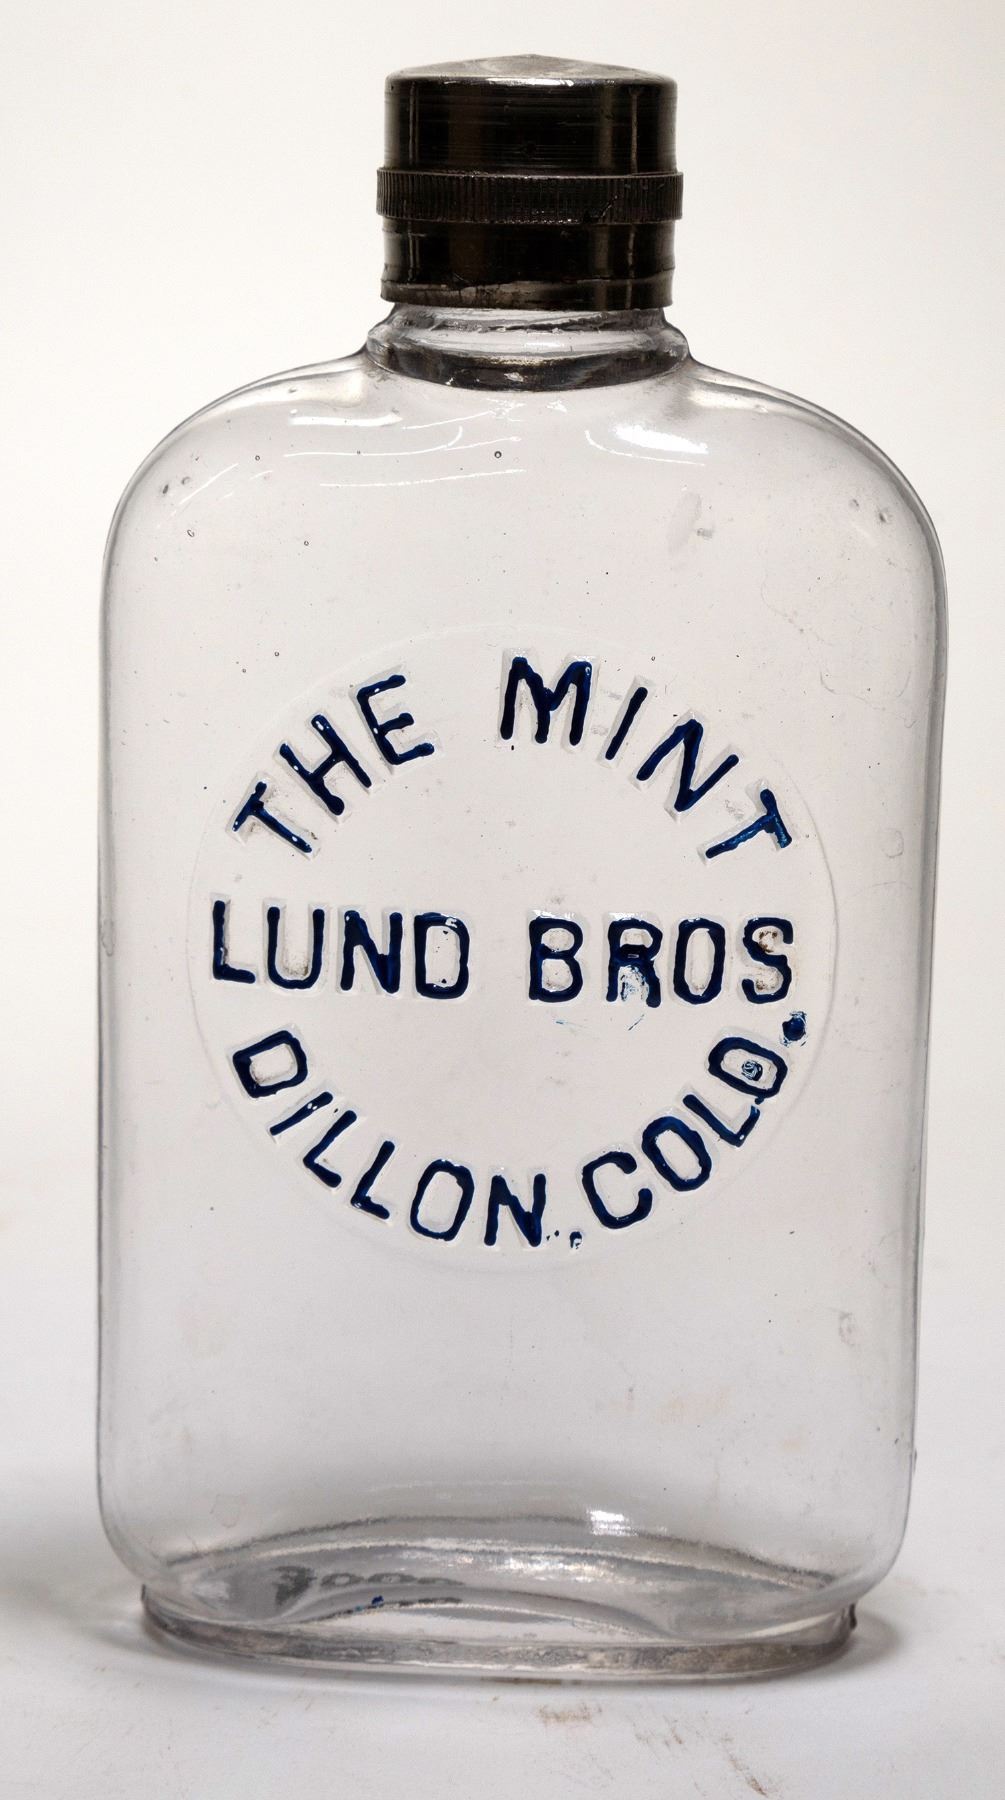 THE MINT
LUND BROS
DILLON, COLO.